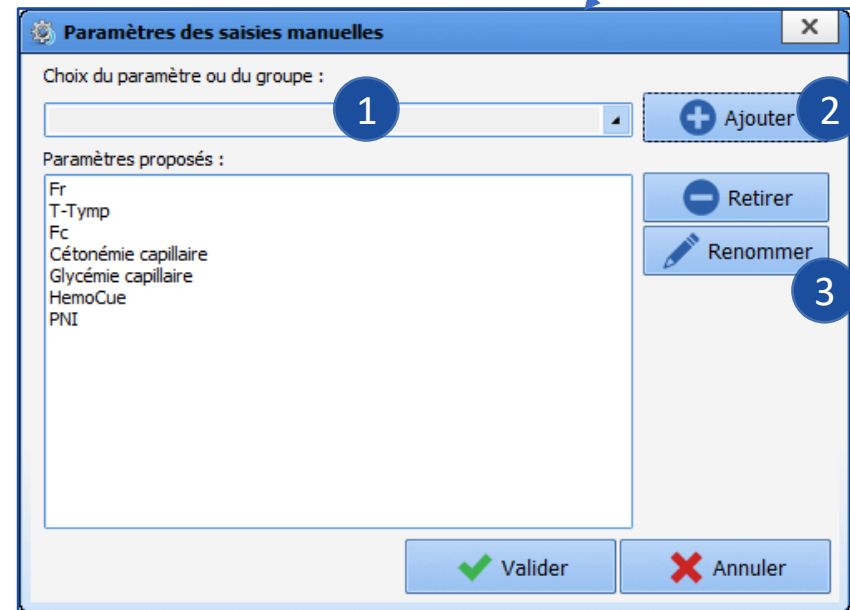 Paramètres des saisies manuelles
Choix du paramètre ou du groupe :
1
Ajouter
2
Paramètres proposés :
Fr
T-Tymp
Fc
Cétonémie capillaire
Glycémie capillaire
HemoCue
PNI
Retirer
Renommer
3
Valider
Annuler